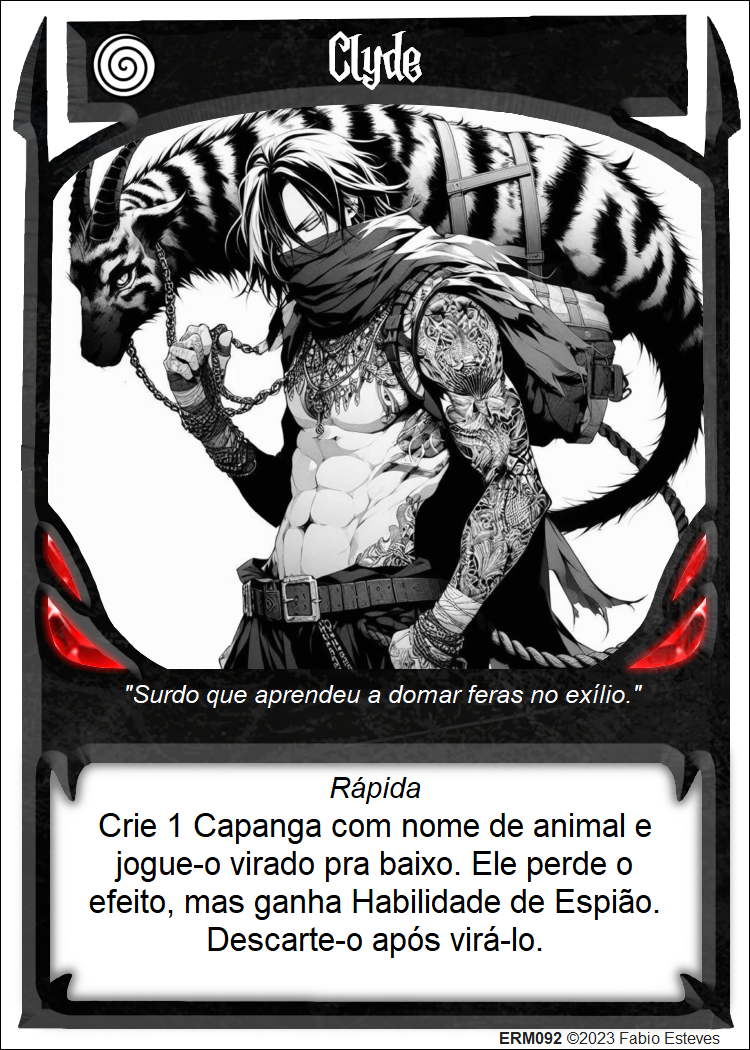 Clyde
"Surdo que aprendeu a domar feras no exílio."
Rápida
Crie 1 Capanga com nome de animal e
jogue-o virado pra baixo. Ele perde o
efeito, mas ganha Habilidade de Espião.
Descarte-o após virá-lo.
ERM092 ©2023 Fabio Esteves